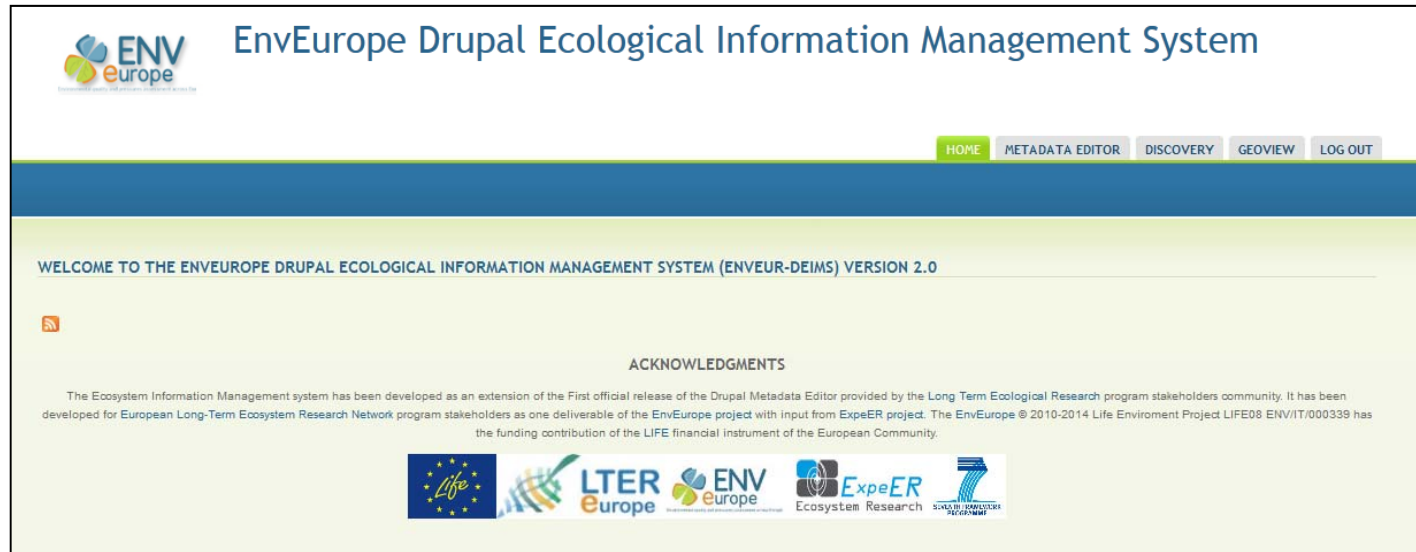 ENV
europe
EnvEurope Drupal Ecological Information Management System
HOME METADATA EDITOR DISCOVERY GEOVIEW LOG OUT
WELCOME TO THE ENVEUROPE DRUPAL ECOLOGICAL INFORMATION MANAGEMENT SYSTEM (ENVEUR-DEIMS) VERSION 2.0
ACKNOWLEDGMENTS
The Ecosystem Information Management system has been developed as an extension of the First official release of the Drupal Metadata Editor provided by the Long Term Ecological Research program stakeholders community. It has been
developed for European Long-Term Ecosystem Research Network program stakeholders as one deliverable of the EnvEurope project with input from ExpeER project. The EnvEurope © 2010-2014 Life Enviroment Project LIFE08 ENV/IT/000339 has
the funding contribution of the LIFE financial instrument of the European Community.
Life
LTER
europe
ENV
europe
ExpeER
Ecosystem Research
SEVENTH FRAMEWORK
PROGRAMME